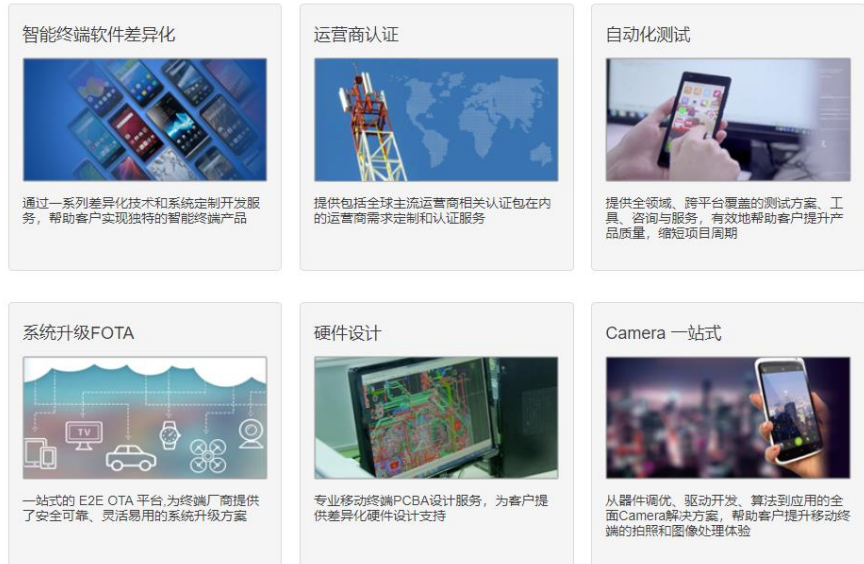 智能终端软件差异化
通过一系列差异化技术和系统定制开发服
务，帮助客户实现独特的智能终端产品
运营商认证
提供包括全球主流运营商相关认证包在内
的运营商需求定制和认证服务
自动化测试
提供全领域、跨平台覆盖的测试方案、工
具、咨询与服务，有效地帮助客户提升产
品质量，缩短项目周期
系统升级FOTA
TV
一站式的 E2E OTA 平台,为终端厂商提供
了安全可靠、灵活易用的系统升级方案
硬件设计
专业移动终端PCBA设计服务，为客户提
供差异化硬件设计支持
Camera 一站式
从器件调优、驱动开发、算法到应用的全
面Camera解决方案，帮助客户提升移动终
端的拍照和图像处理体验